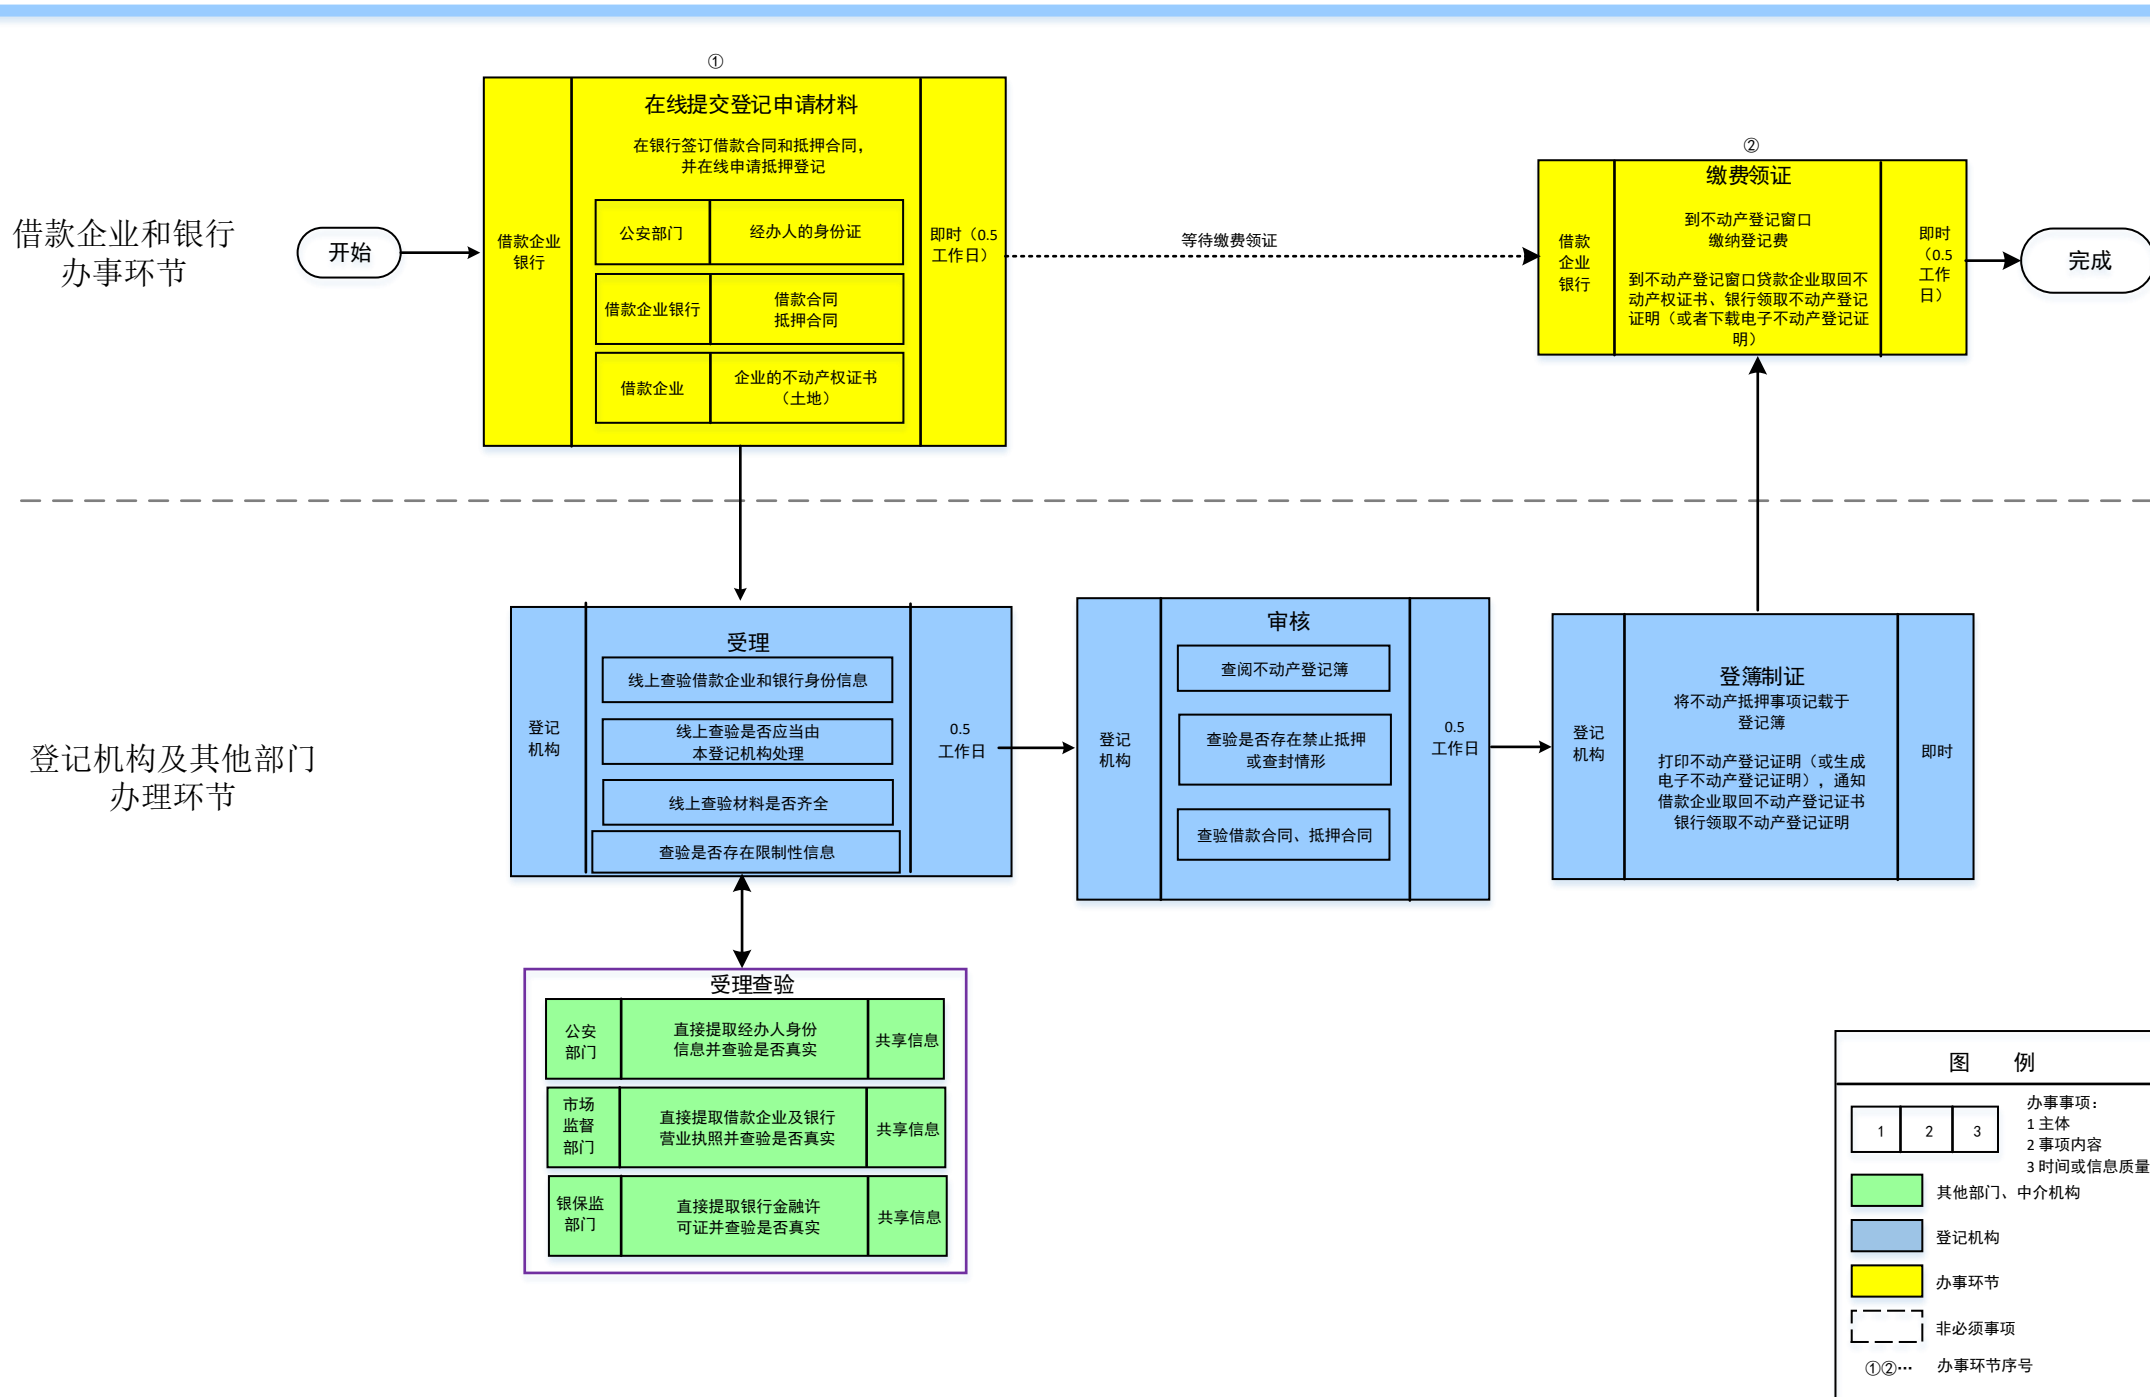 ①
在线提交登记申请材料
在银行签订借款合同和抵押合同，
并在线申请抵押登记
借款企业
银行
公安部门
经办人的身份证
借款企业银行
借款合同
抵押合同
借款企业
企业的不动产权证书
（土地）
即时（0.5
工作日）
借款企业和银行
办事环节
开始
等待缴费领证
②
缴费领证
借款
企业
银行
到不动产登记窗口
缴纳登记费
到不动产登记窗口贷款企业取回不
动产权证书、银行领取不动产登记
证明（或者下载电子不动产登记证
明）
即时
（0.5
工作
日）
完成
登记机构及其他部门
办理环节
登记
机构
受理
线上查验借款企业和银行身份信息
线上查验是否应当由
本登记机构处理
线上查验材料是否齐全
查验是否存在限制性信息
0.5
工作日
登记
机构
审核
查阅不动产登记簿
查验是否存在禁止抵押
或查封情形
查验借款合同、抵押合同
0.5
工作日
登记
机构
登簿制证
将不动产抵押事项记载于
登记簿
打印不动产登记证明（或生成
电子不动产登记证明），通知
借款企业取回不动产登记证书
银行领取不动产登记证明
即时
受理查验
公安
部门
直接提取经办人身份
信息并查验是否真实
共享信息
市场
监督
部门
直接提取借款企业及银行
营业执照并查验是否真实
共享信息
银保监
部门
直接提取银行金融许
可证并查验是否真实
共享信息
图 例
1 2 3
办事事项：
1 主体
2 事项内容
3 时间或信息质量
其他部门、中介机构
登记机构
办事环节
非必须事项
①②… 办事环节序号